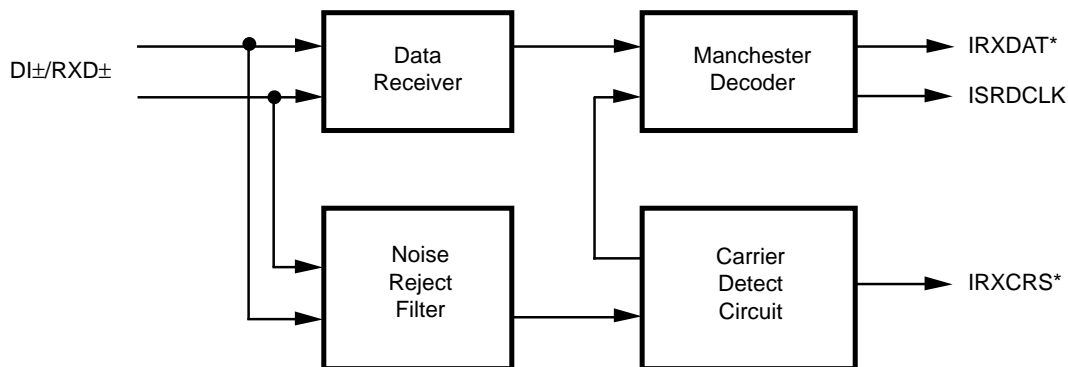 DI±/RXD±
Data
Receiver
Manchester
Decoder
IRXDAT*
ISRDCLK
Noise
Reject
Filter
Carrier
Detect
Circuit
IRXCRS*